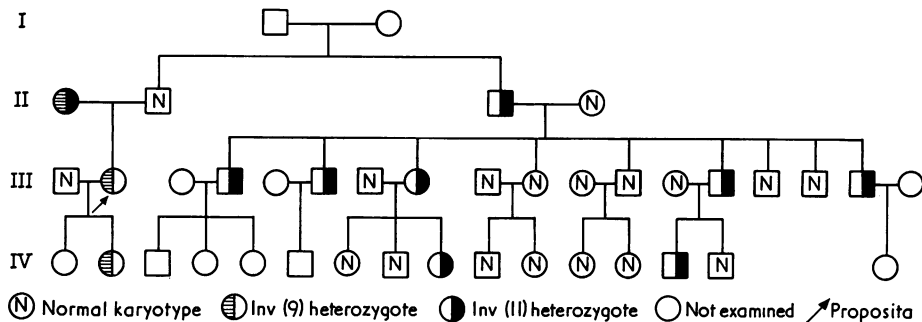 I
II N N
III N N N N N N N N N
IV N N N N N N N
N Normal karyotype Inv (9) heterozygote Inv (11) heterozygote Not examined Proposita